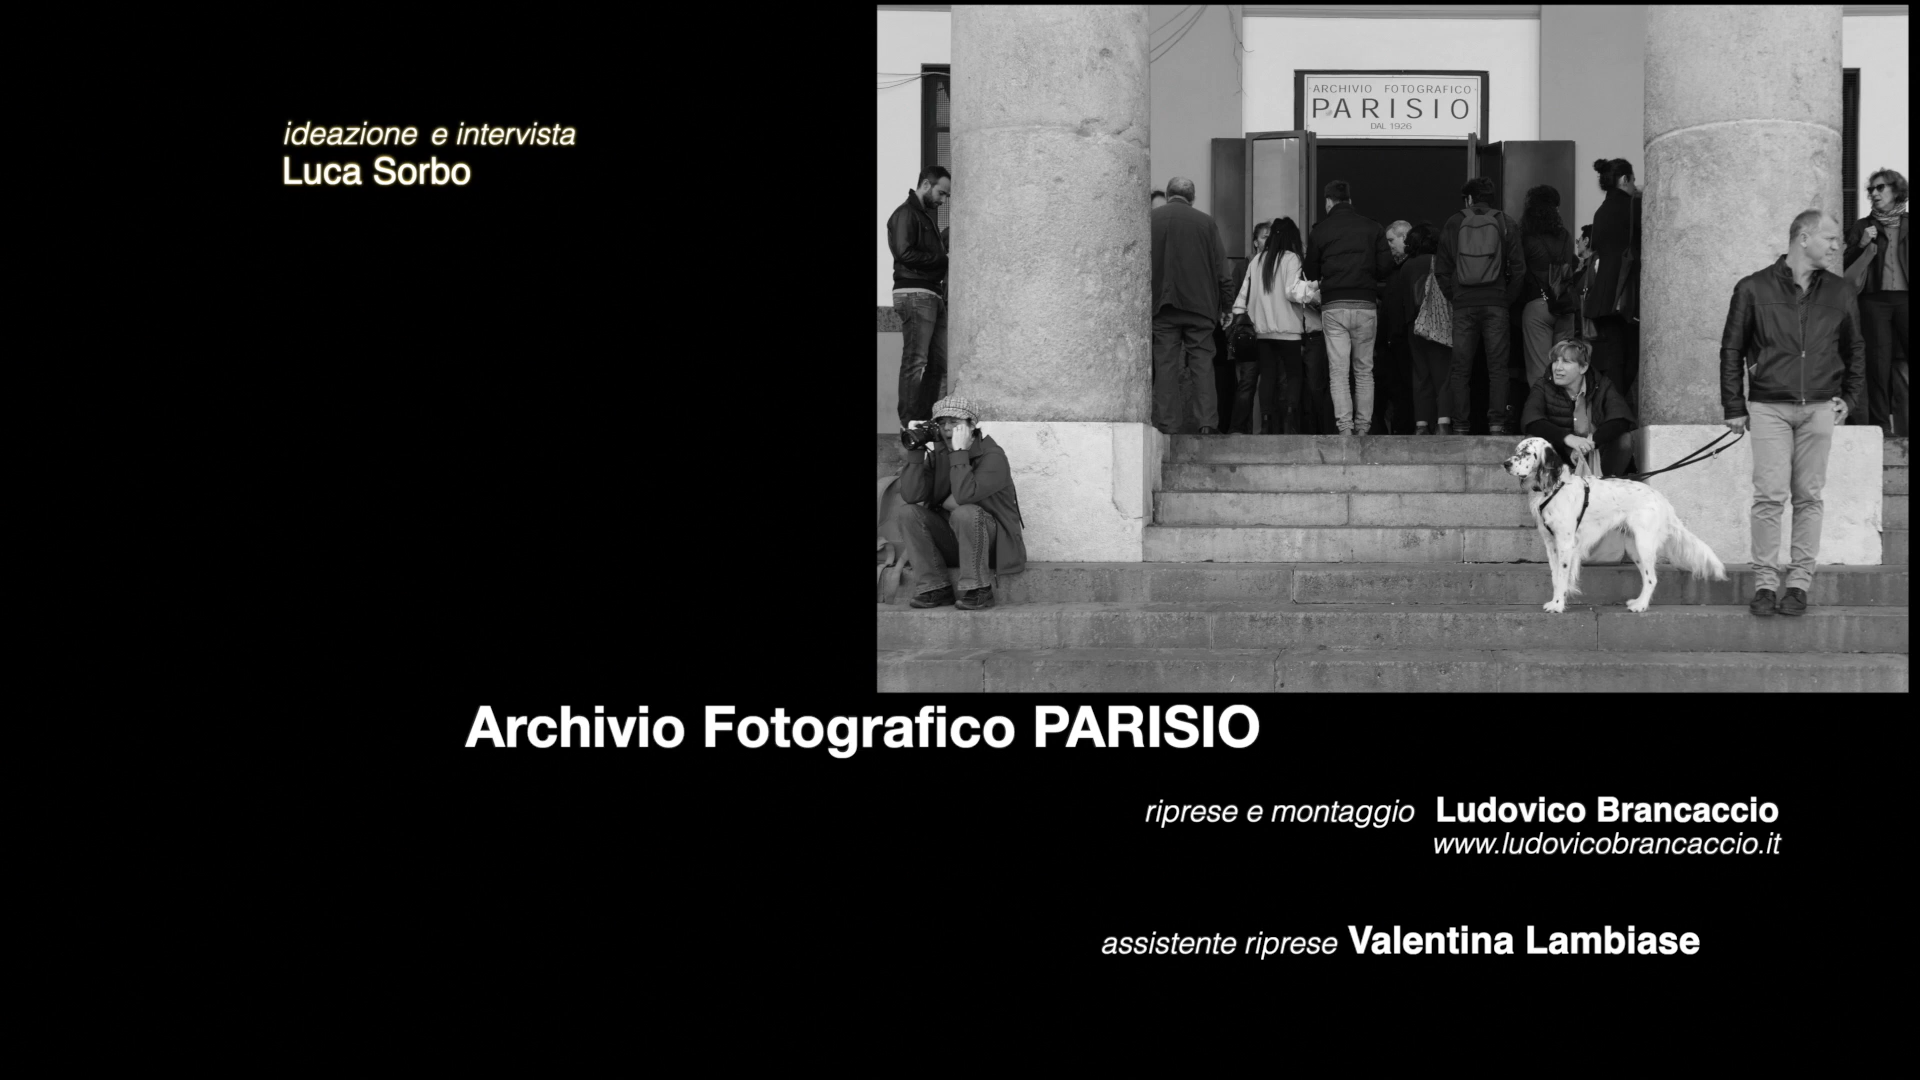 ideazione e intervista
Luca Sorbo
ARCHIVIO FOTOGRAFICO
PARISIO
DAL 1926
Archivio Fotografico PARISIO
riprese e montaggio Ludovico Brancaccio
www.ludovicobrancaccio.it
assistente riprese Valentina Lambiase